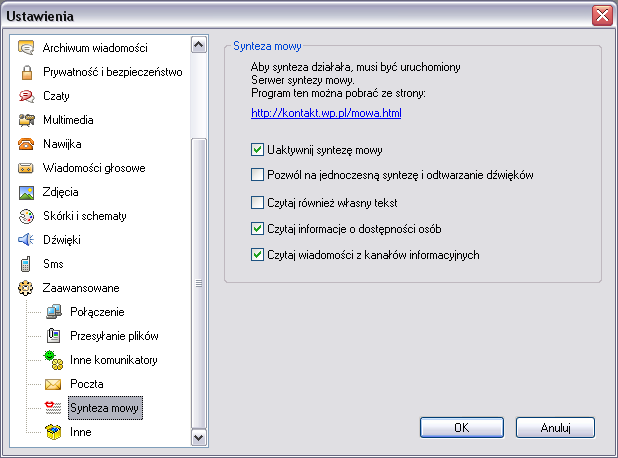 Ustawienia
Archiwum wiadomości
Prywatność i bezpieczeństwo
Czaty
Multimedia
Nawijka
Wiadomości głosowe
Zdjęcia
Skórki i schematy
Dźwięki
Sms
Zaawansowane
Połączenie
Przesyłanie plików
Inne komunikatory
Poczta
Synteza mowy
Inne
Synteza mowy
Aby synteza działała, musi być uruchomiony
Serwer syntezy mowy.
Program ten można pobrać ze strony:
http://kontakt.wp.pl/mowa.html
Uaktywnij syntezę mowy
Pozwól na jednoczesną syntezę i odtwarzanie dźwięków
Czytaj również własny tekst
Czytaj informacje o dostępności osób
Czytaj wiadomości z kanałów informacyjnych
OK
Anuluj